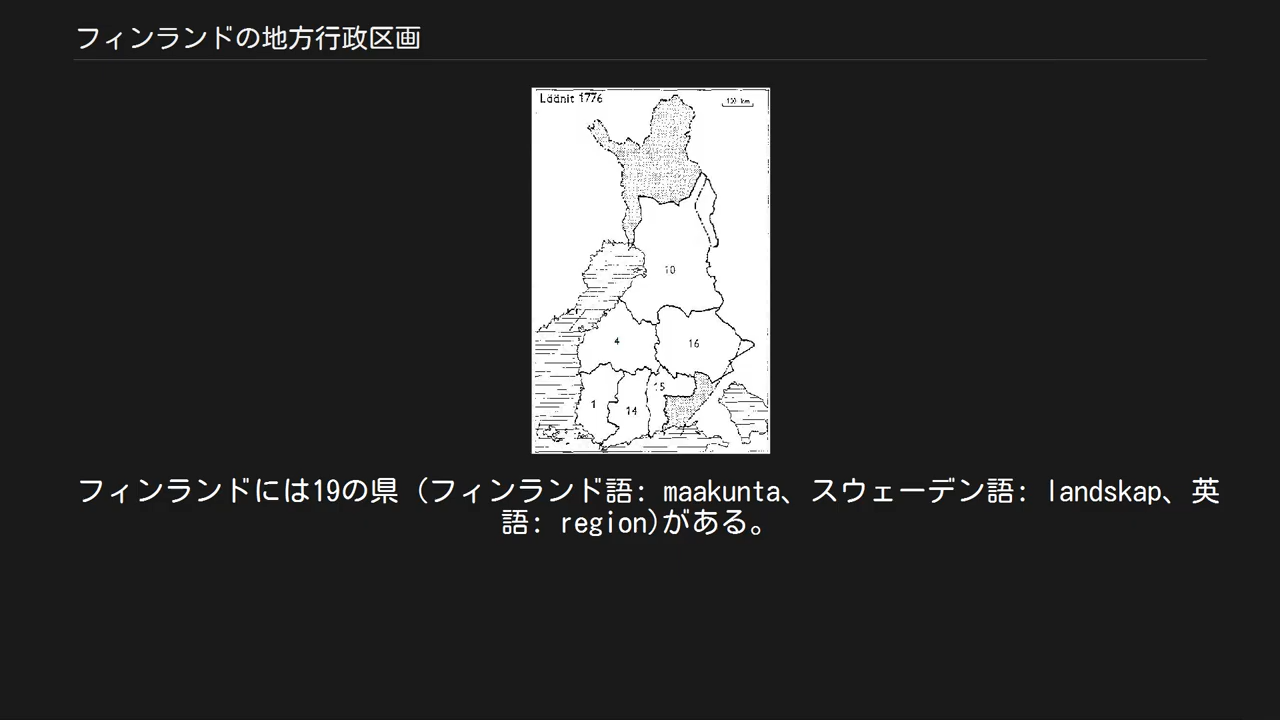 フィンランドの地方行政区画
Läänit 1776
150 km
10
4
16
15
1
14
フィンランドには19の県（フィンランド語: maakunta、スウェーデン語: landskap、英
語: region)がある。